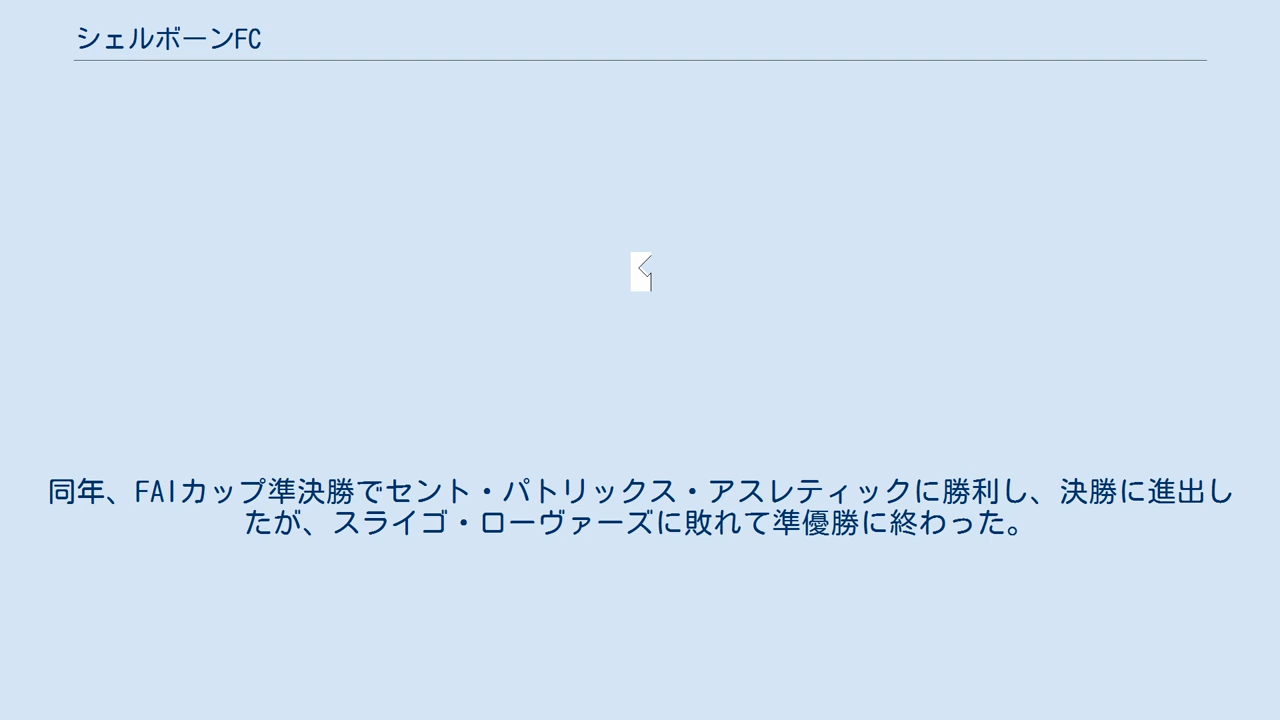 シェルボーンFC
同年、FAIカップ準決勝でセント・パトリックス・アスレティックに勝利し、決勝に進出し
たが、スライゴ・ローヴァーズに敗れて準優勝に終わった。